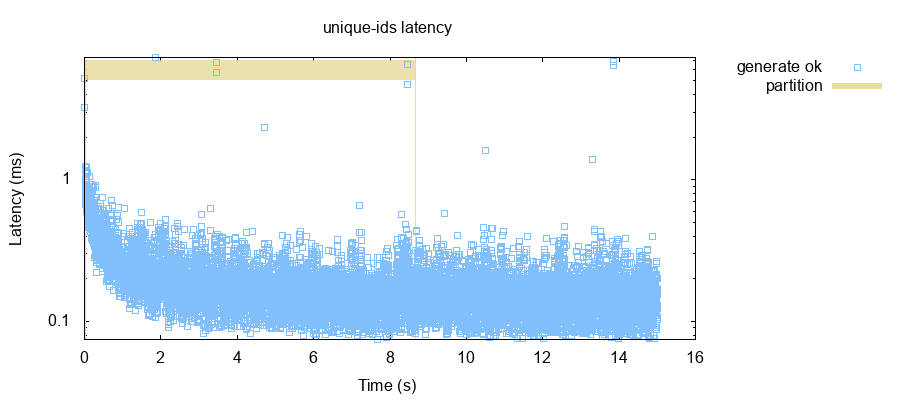 unique-ids latency
generate ok
partition
Latency (ms)
1
0.1
0 2 4 6 8 10 12 14 16
Time (s)